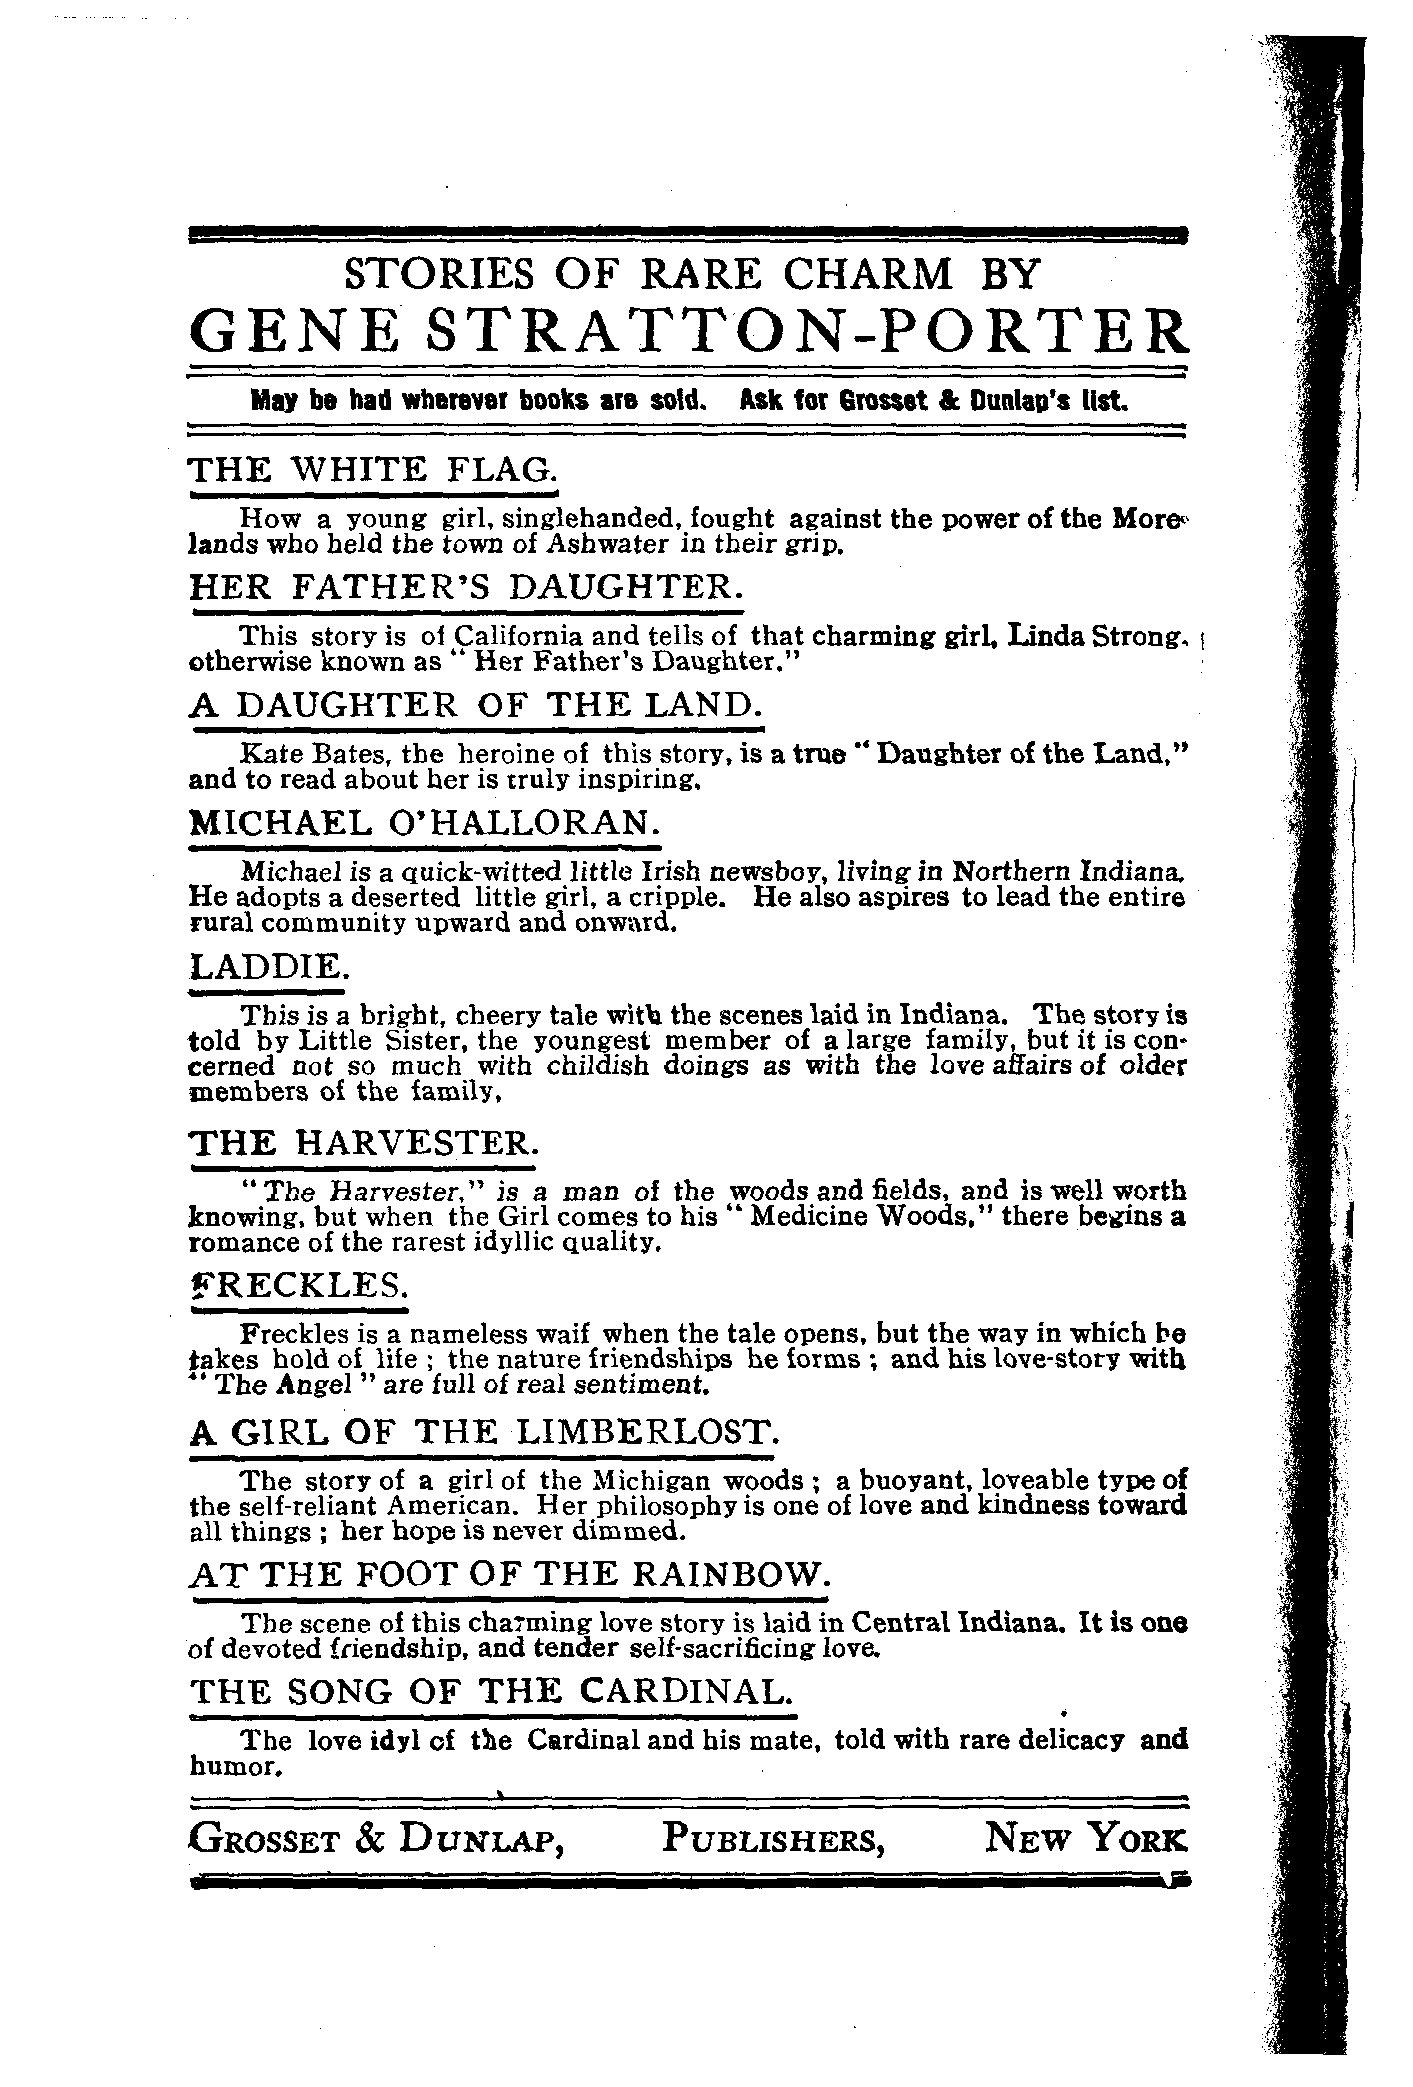 STORIES OF RARE CHARM BY
GENE STRATTON-PORTER
May be had wherever books are sold. Ask for Grosset & Dunlap's list.
THE WHITE FLAG.
How a young girl, singlehanded, fought against the power of the More-
lands who held the town of Ashwater in their grip.
HER FATHER'S DAUGHTER.
This story is of California and tells of that charming girl, Linda Strong,
otherwise known as "Her Father's Daughter."
A DAUGHTER OF THE LAND.
Kate Bates, the heroine of this story, is a true "Daughter of the Land,"
and to read about her is truly inspiring.
MICHAEL O'HALLORAN.
Michael is a quick-witted little Irish newsboy, living in Northern Indiana.
He adopts a deserted little girl, a cripple. He also aspires to lead the entire
rural community upward and onward.
LADDIE.
This is a bright, cheery tale with the scenes laid in Indiana. The story is
told by Little Sister, the youngest member of a large family, but it is con-
cerned not so much with childish doings as with the love affairs of older
members of the family.
THE HARVESTER.
"The Harvester," is a man of the woods and fields, and is well worth
knowing, but when the Girl comes to his "Medicine Woods," there begins a
romance of the rarest idyllic quality.
FRECKLES.
Freckles is a nameless waif when the tale opens, but the way in which he
takes hold of life; the nature friendships he forms; and his love-story with
"The Angel" are full of real sentiment.
A GIRL OF THE LIMBERLOST.
The story of a girl of the Michigan woods; a buoyant, loveable type of
the self-reliant American. Her philosophy is one of love and kindness toward
all things; her hope is never dimmed.
AT THE FOOT OF THE RAINBOW.
The scene of this charming love story is laid in Central Indiana. It is one
of devoted friendship, and tender self-sacrificing love.
THE SONG OF THE CARDINAL.
The love idyl of the Cardinal and his mate, told with rare delicacy and
humor.
GROSSET & DUNLAP, PUBLISHERS, NEW YORK